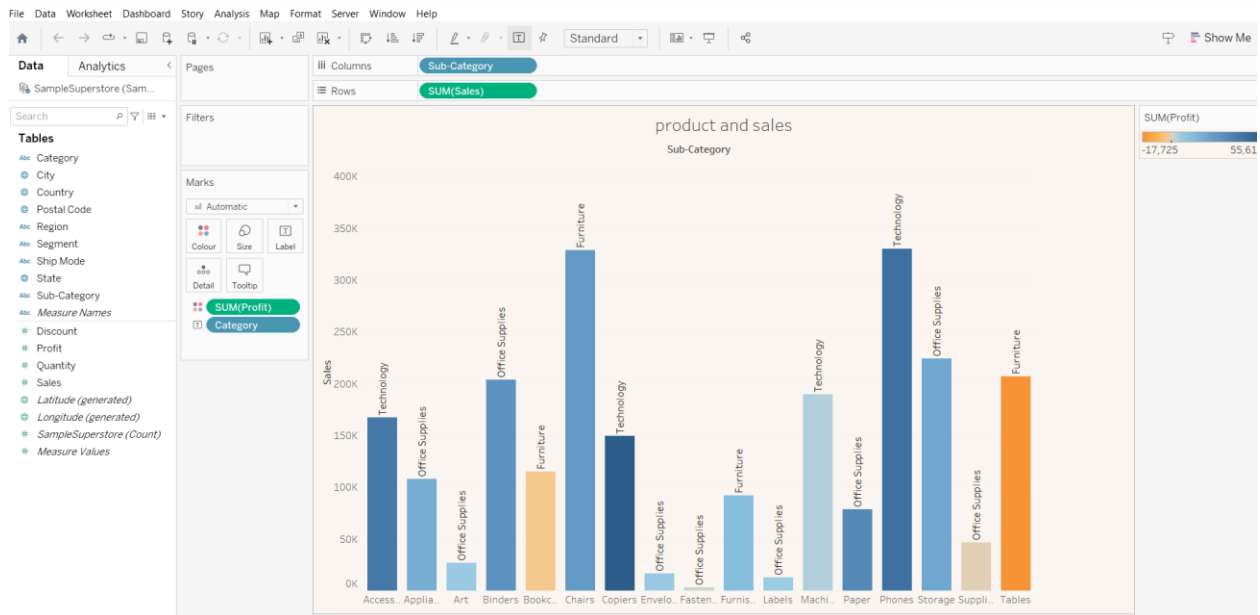 File Data Worksheet Dashboard Story Analysis Map Format Server Window Help
Standard
Show Me
Data Analytics
SampleSuperstore (Sam...
Search
Tables
Abc Category
City
Country
Postal Code
Abc Region
Abc Segment
Abc Ship Mode
State
Abc Sub-Category
Abc Measure Names
# Discount
# Profit
# Quantity
# Sales
Latitude (generated)
Longitude (generated)
# SampleSuperstore (Count)
# Measure Values
Pages
Filters
Marks
Automatic
Colour Size Label
Detail Tooltip
SUM(Profit)
Category
Columns Sub-Category
Rows SUM(Sales)
product and sales
Sub-Category
Sales
400K
350K
300K
250K
200K
150K
100K
50K
0K
Technology
Office Supplies
Office Supplies
Office Supplies
Furniture
Furniture
Technology
Office Supplies
Office Supplies
Furniture
Office Supplies
Technology
Office Supplies
Technology
Office Supplies
Office Supplies
Furniture
Access.. Applia.. Art Binders Bookc.. Chairs Copiers Envelo.. Fasten.. Furnis.. Labels Machi.. Paper Phones Storage Suppli.. Tables
SUM(Profit)
-17,725 55,61